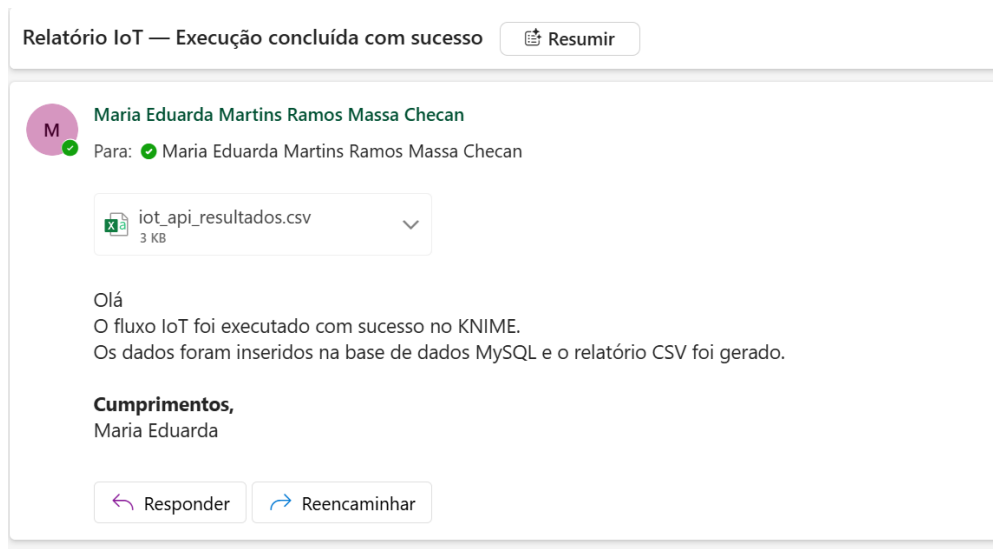 Relatório IoT — Execução concluída com sucesso Resumir
Maria Eduarda Martins Ramos Massa Checan
M
Para: Maria Eduarda Martins Ramos Massa Checan
iot_api_resultados.csv
3 KB
Olá
O fluxo IoT foi executado com sucesso no KNIME.
Os dados foram inseridos na base de dados MySQL e o relatório CSV foi gerado.
Cumprimentos,
Maria Eduarda
Responder Reencaminhar